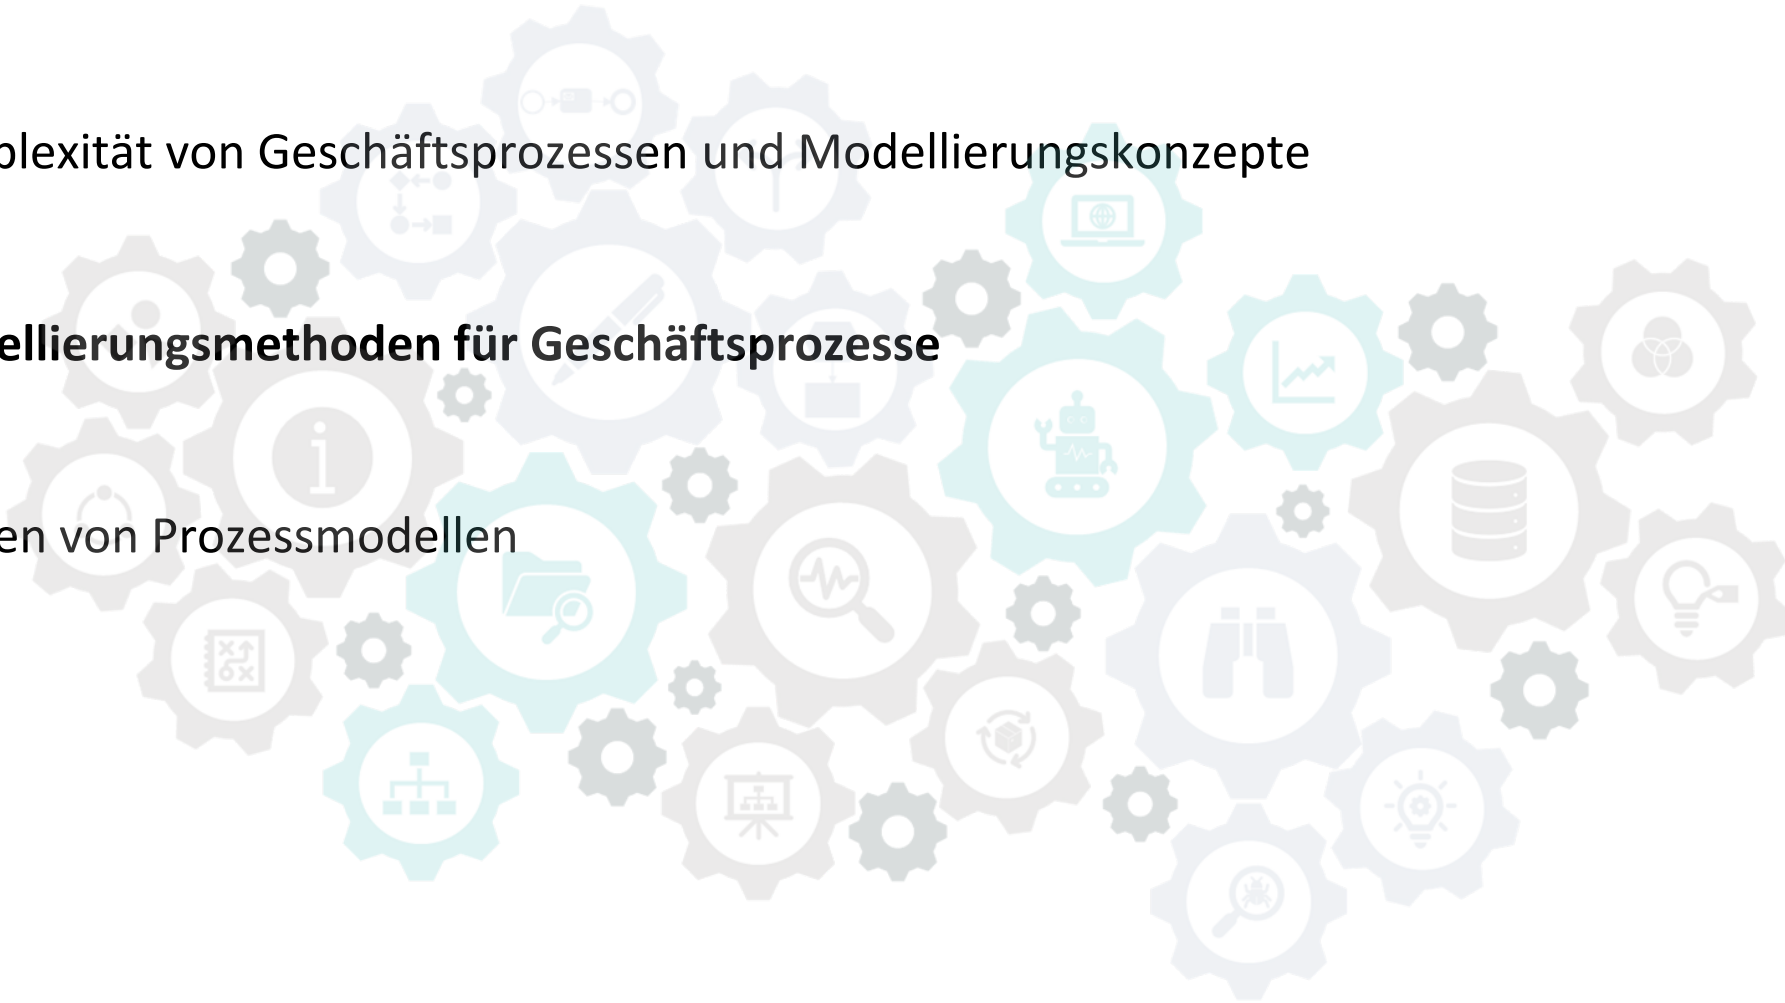 plexität von Geschäftsprozessen und Modellierungskonzepte
ellierungsmethoden für Geschäftsprozesse
en von Prozessmodellen